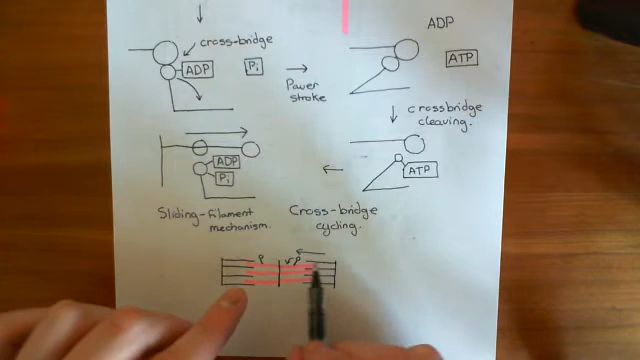 ADP
cross-bridge
ADP
Pi
ATP
Power
stroke
crossbridge
cleaving.
ADP
Pi
ATP
Sliding-filament
mechanism.
Cross-bridge
cycling.